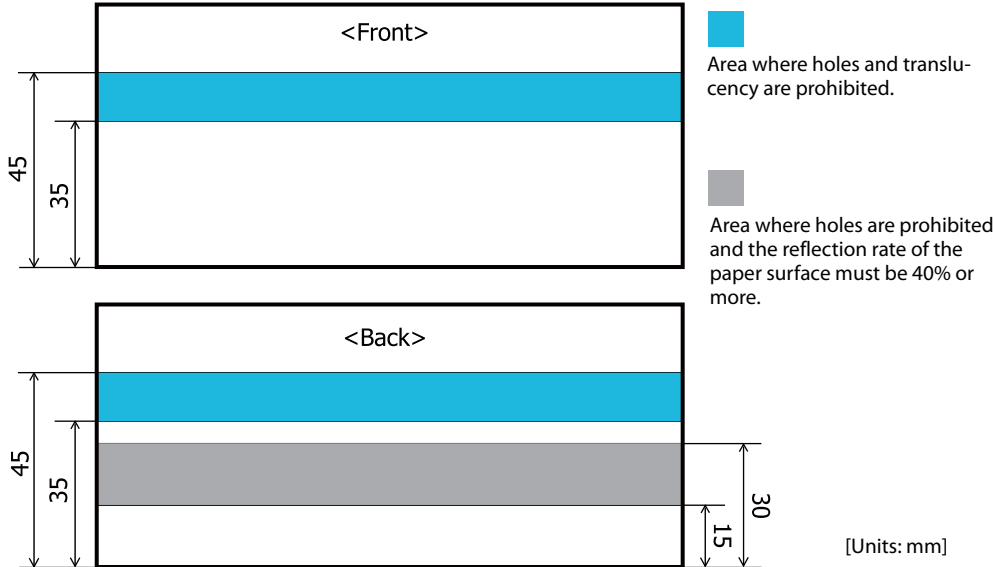 <Front>
45
35
Area where holes and translu-
cency are prohibited.
Area where holes are prohibited
and the reflection rate of the
paper surface must be 40% or
more.
<Back>
45
35
30
15
[Units: mm]